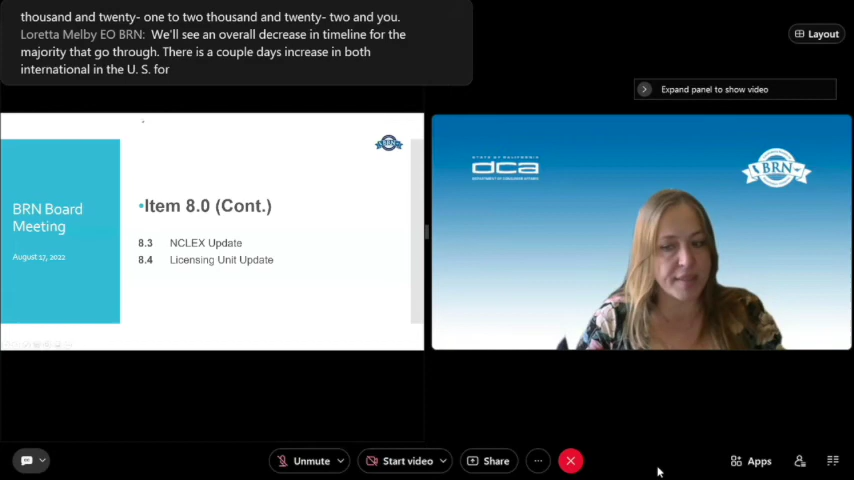 thousand and twenty- one to two thousand and twenty- two and you.
Loretta Melby EO BRN: We'll see an overall decrease in timeline for the
majority that go through. There is a couple days increase in both
international in the U. S. for
Layout
Expand panel to show video
BRN
BRN Board
Meeting
August 17, 2022
•Item 8.0 (Cont.)
8.3 NCLEX Update
8.4 Licensing Unit Update
STATE OF CALIFORNIA
dca
DEPARTMENT OF CONSUMER AFFAIRS
BRN
Unmute
Start video
Share
Apps